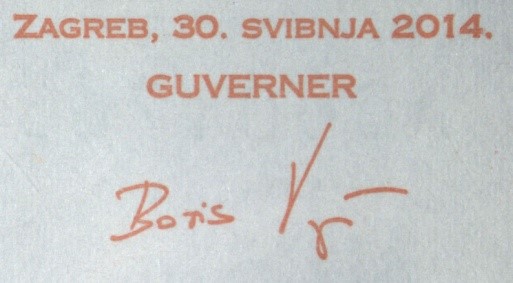 ZAGREB, 30. SVIBNJA 2014.
GUVERNER
Boris